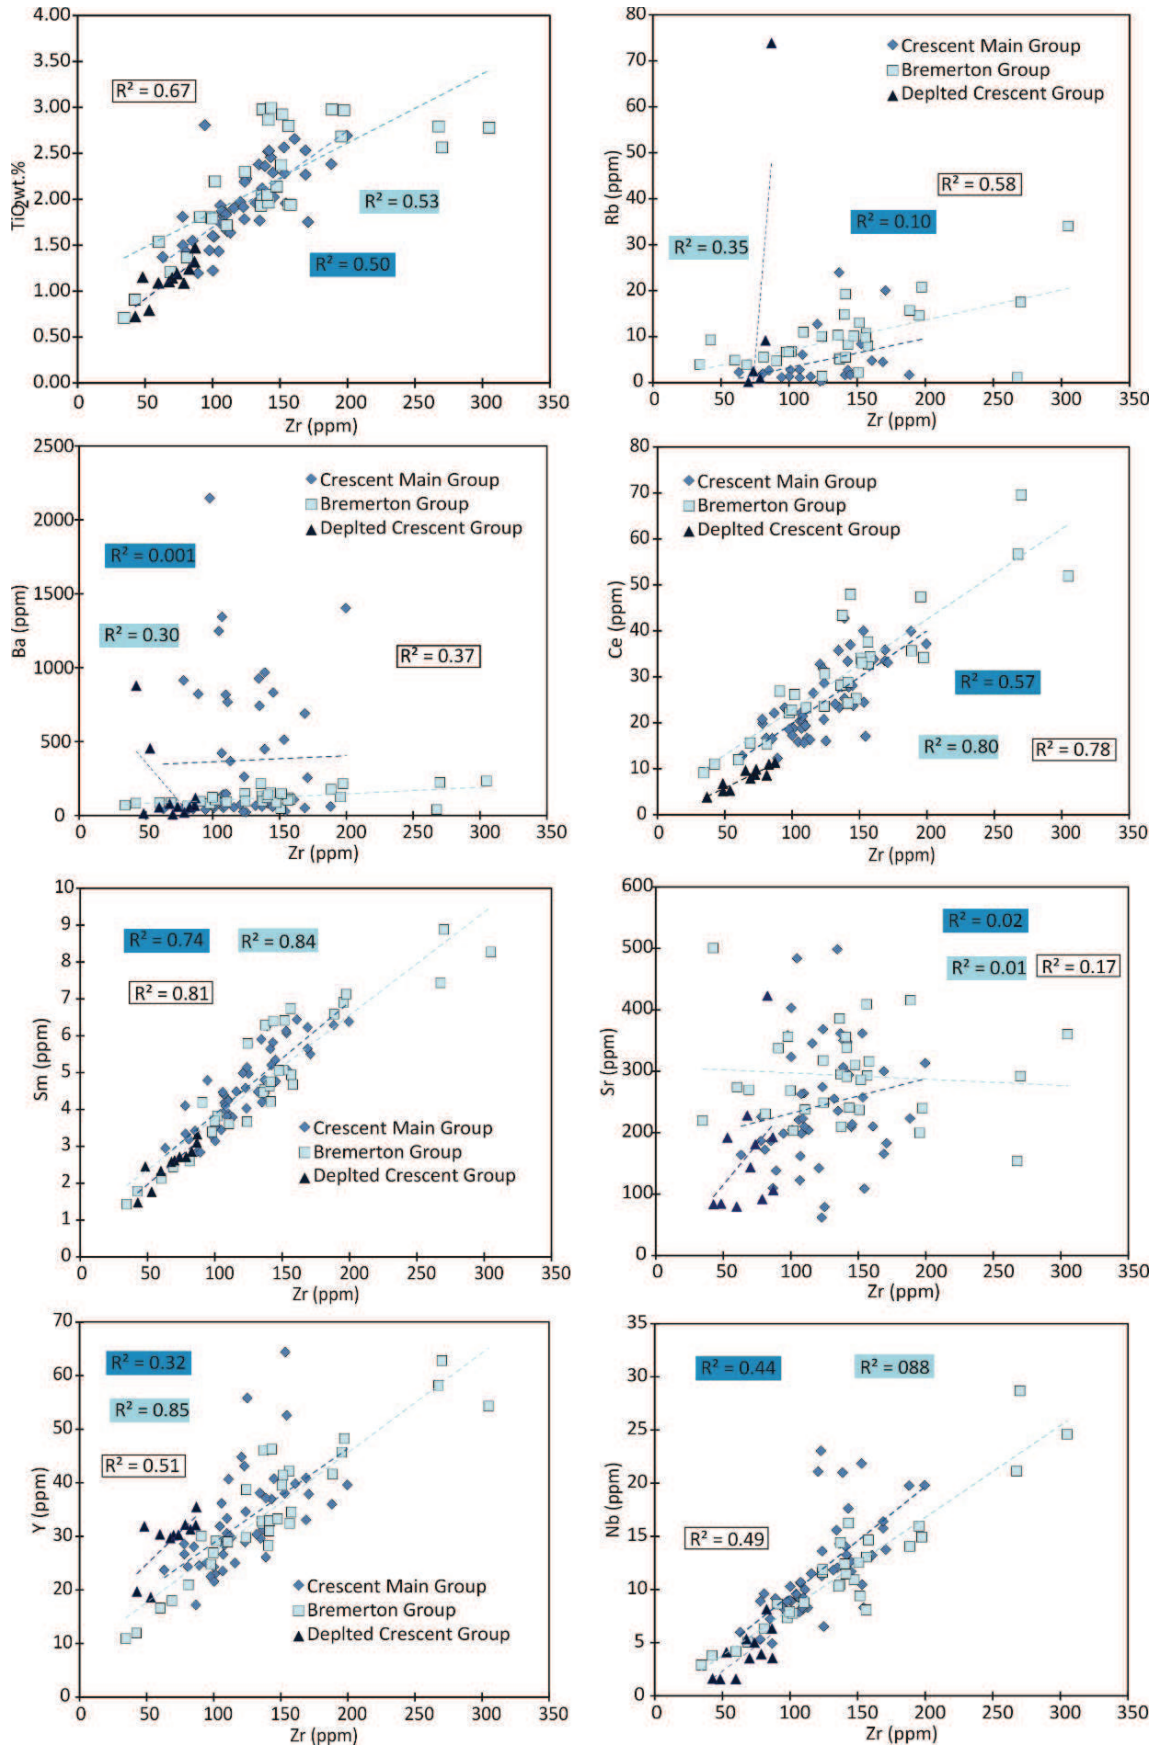 4.00
3.50
3.00
2.50
2.00
1.50
1.00
0.50
0.00
TiO2wt.%
R² = 0.67
R² = 0.53
R² = 0.50
0 50 100 150 200 250 300 350
Zr (ppm)
80
70
60
50
40
30
20
10
0
Rb (ppm)
Crescent Main Group
Bremerton Group
Deplted Crescent Group
R² = 0.58
R² = 0.10
R² = 0.35
0 50 100 150 200 250 300 350
Zr (ppm)
2500
2000
1500
1000
500
0
Ba (ppm)
Crescent Main Group
Bremerton Group
Deplted Crescent Group
R² = 0.001
R² = 0.30
R² = 0.37
0 50 100 150 200 250 300 350
Zr (ppm)
80
70
60
50
40
30
20
10
0
Ce (ppm)
Crescent Main Group
Bremerton Group
Deplted Crescent Group
R² = 0.57
R² = 0.80
R² = 0.78
0 50 100 150 200 250 300 350
Zr (ppm)
10
9
8
7
6
5
4
3
2
1
0
Sm (ppm)
R² = 0.74
R² = 0.84
R² = 0.81
Crescent Main Group
Bremerton Group
Deplted Crescent Group
0 50 100 150 200 250 300 350
Zr (ppm)
600
500
400
300
200
100
0
Sr (ppm)
R² = 0.02
R² = 0.01
R² = 0.17
0 50 100 150 200 250 300 350
Zr (ppm)
70
60
50
40
30
20
10
0
Y (ppm)
R² = 0.32
R² = 0.85
R² = 0.51
Crescent Main Group
Bremerton Group
Deplted Crescent Group
0 50 100 150 200 250 300 350
Zr (ppm)
35
30
25
20
15
10
5
0
Nb (ppm)
R² = 0.44
R² = 088
R² = 0.49
0 50 100 150 200 250 300 350
Zr (ppm)